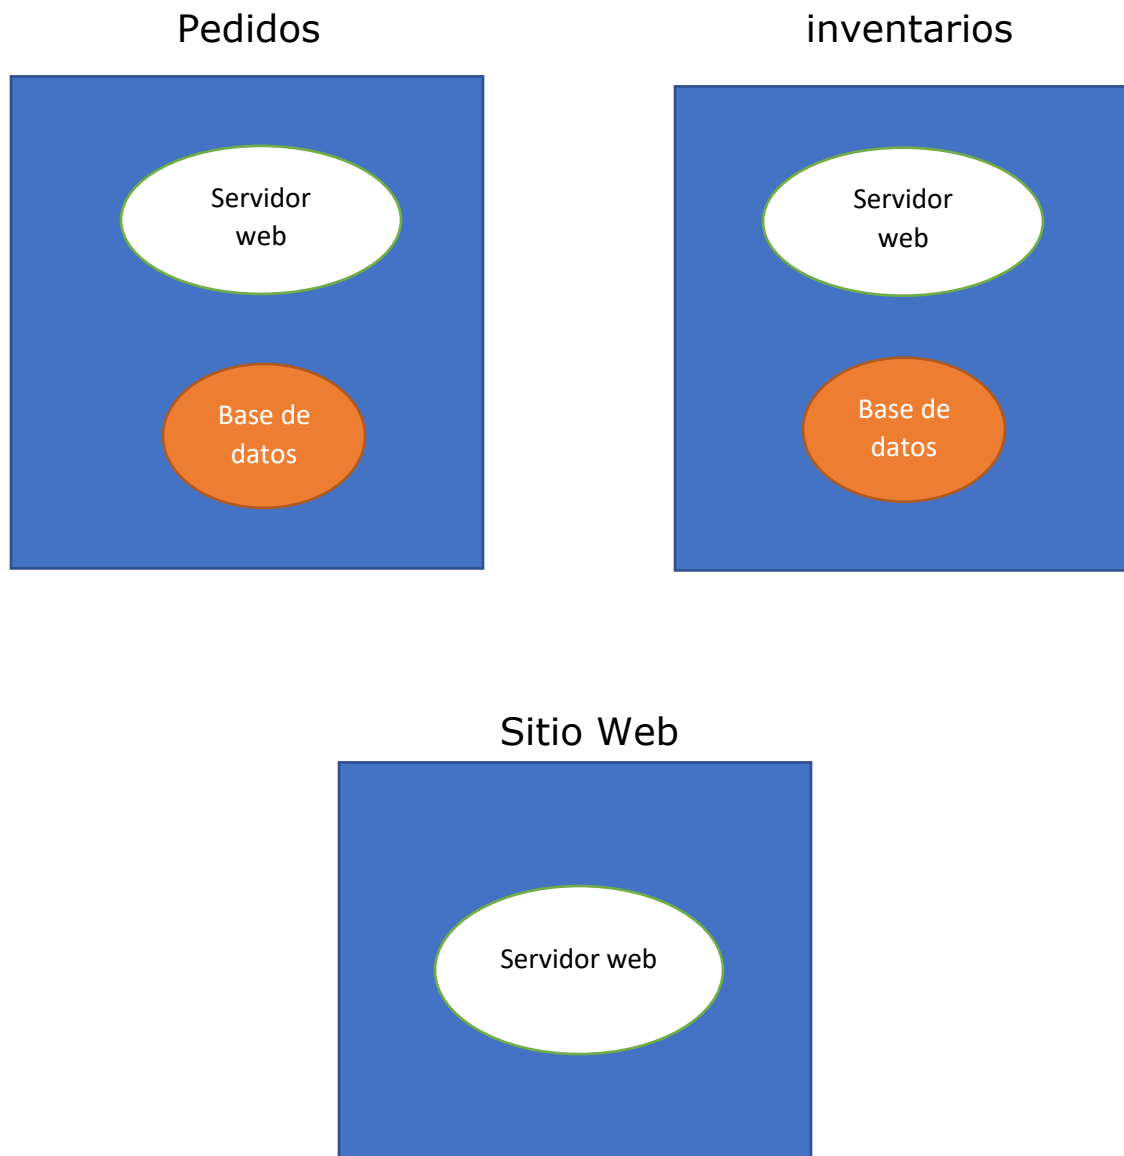 Pedidos
inventarios
Servidor
web
Servidor
web
Base de
datos
Base de
datos
Sitio Web
Servidor web